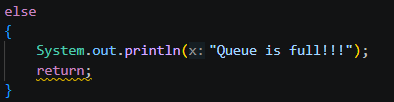 else
{
System.out.println(x: "Queue is full!!!");
return;
}